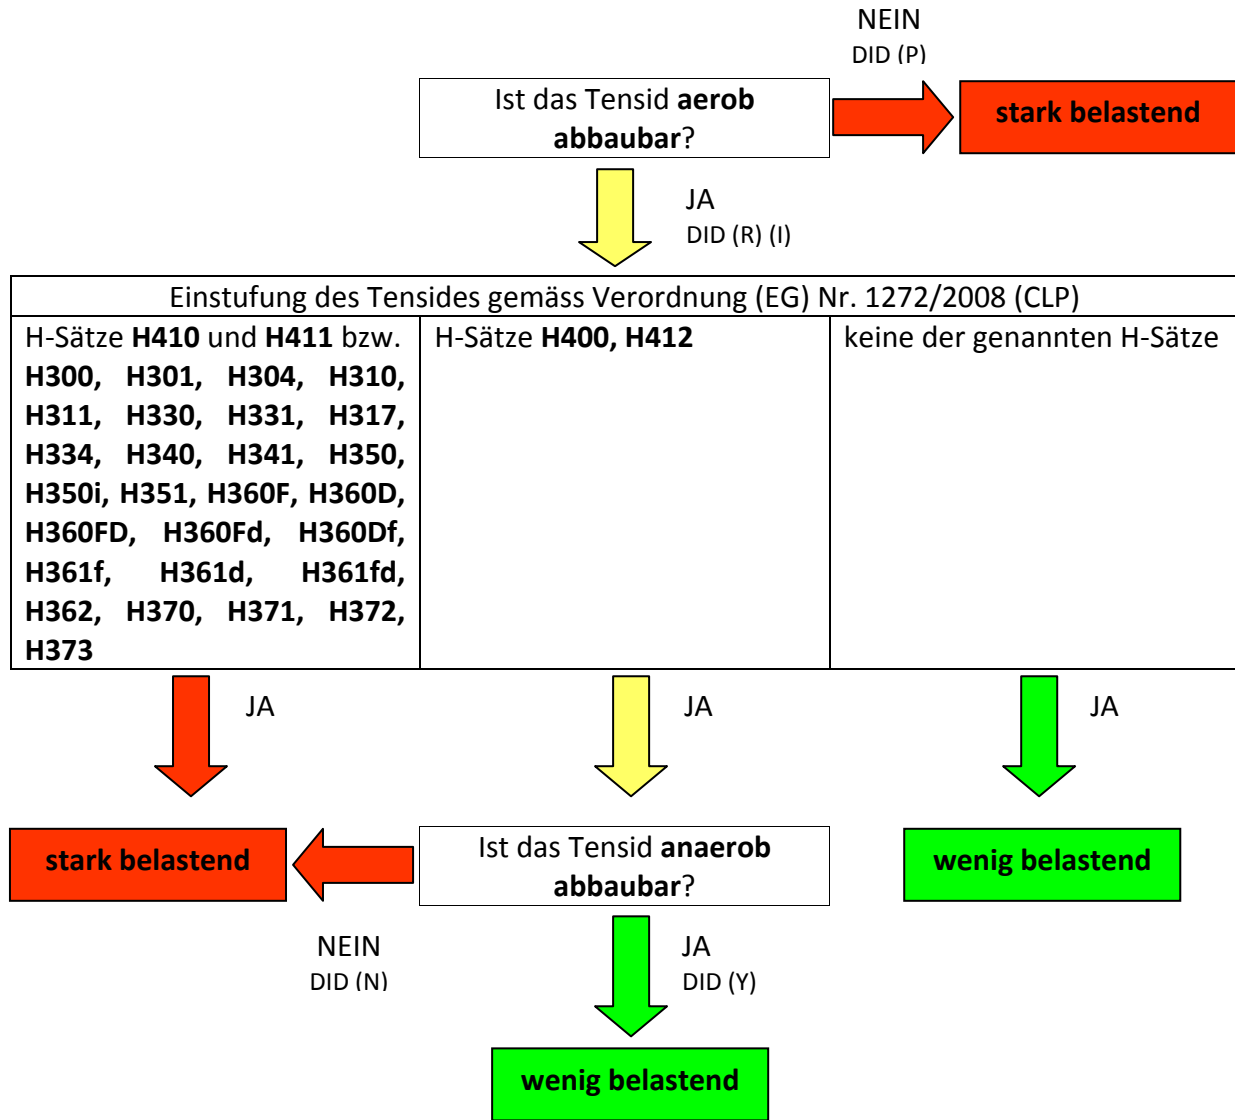 NEIN
DID (P)
Ist das Tensid aerob
abbaubar?
stark belastend
JA
DID (R) (I)
Einstufung des Tensides gemäss Verordnung (EG) Nr. 1272/2008 (CLP)
H-Sätze H410 und H411 bzw.
H300, H301, H304, H310,
H311, H330, H331, H317,
H334, H340, H341, H350,
H350i, H351, H360F, H360D,
H360FD, H360Fd, H360Df,
H361f, H361d, H361fd,
H362, H370, H371, H372,
H373
H-Sätze H400, H412
keine der genannten H-Sätze
JA
JA
JA
stark belastend
Ist das Tensid anaerob
abbaubar?
wenig belastend
NEIN
DID (N)
JA
DID (Y)
wenig belastend